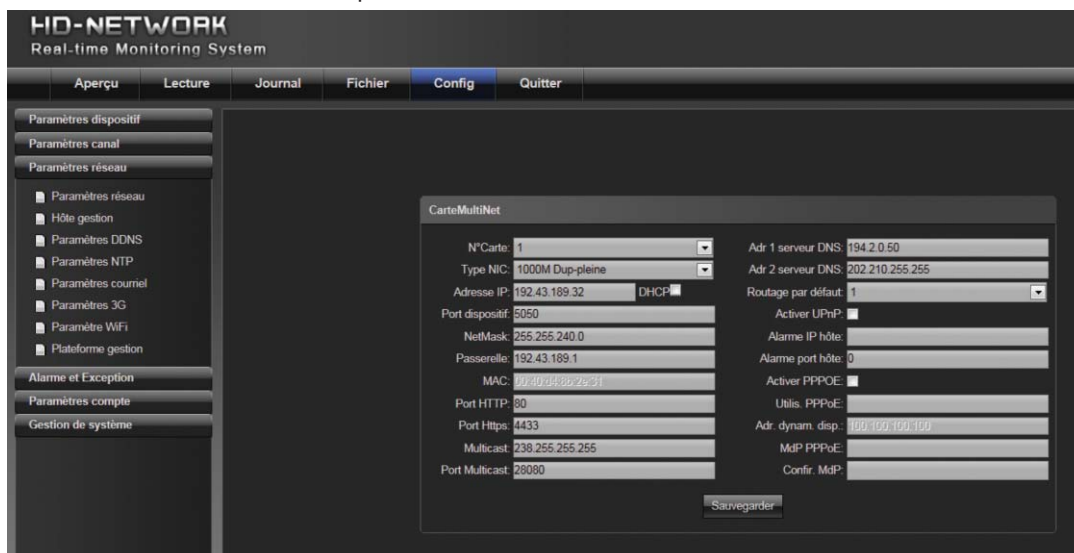 HD-NETWORK
Real-time Monitoring System
Aperçu Lecture Journal Fichier Config Quitter
Paramètres dispositif
Paramètres canal
Paramètres réseau
Paramètres réseau
Hôte gestion
Paramètres DDNS
Paramètres NTP
Paramètres courriel
Paramètres 3G
Paramètre WiFi
Plateforme gestion
Alarme et Exception
Paramètres compte
Gestion de système
CarteMultiNet
N°Carte: 1
Type NIC: 1000M Dup-pleine
Adresse IP: 192.43.189.32 DHCP
Port dispositif: 5050
NetMask: 255.255.240.0
Passerelle: 192.43.189.1
MAC:
Port HTTP: 80
Port Https: 4433
Multicast: 238.255.255.255
Port Multicast: 28080
Adr 1 serveur DNS: 194.2.0.50
Adr 2 serveur DNS: 202.210.255.255
Routage par défaut: 1
Activer UPnP:
Alarme IP hôte:
Alarme port hôte: 0
Activer PPPOE:
Utilis. PPPoE:
Adr. dynam. disp.: 100.100.100.100
MdP PPPoE:
Confir. MdP:
Sauvegarder